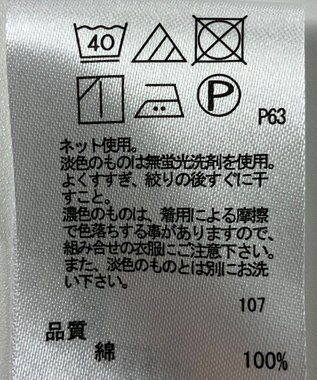 40
P
P63
ネット使用。
淡色のものは無蛍光洗剤を使用。
よくすすぎ、絞りの後すぐに干
すこと。
濃色のものは、着用による摩擦
で色落ちする事がありますので、
組み合せの衣服にご注意下さい。
また、淡色のものとは別にお洗
い下さい。
107
品質
綿 100%